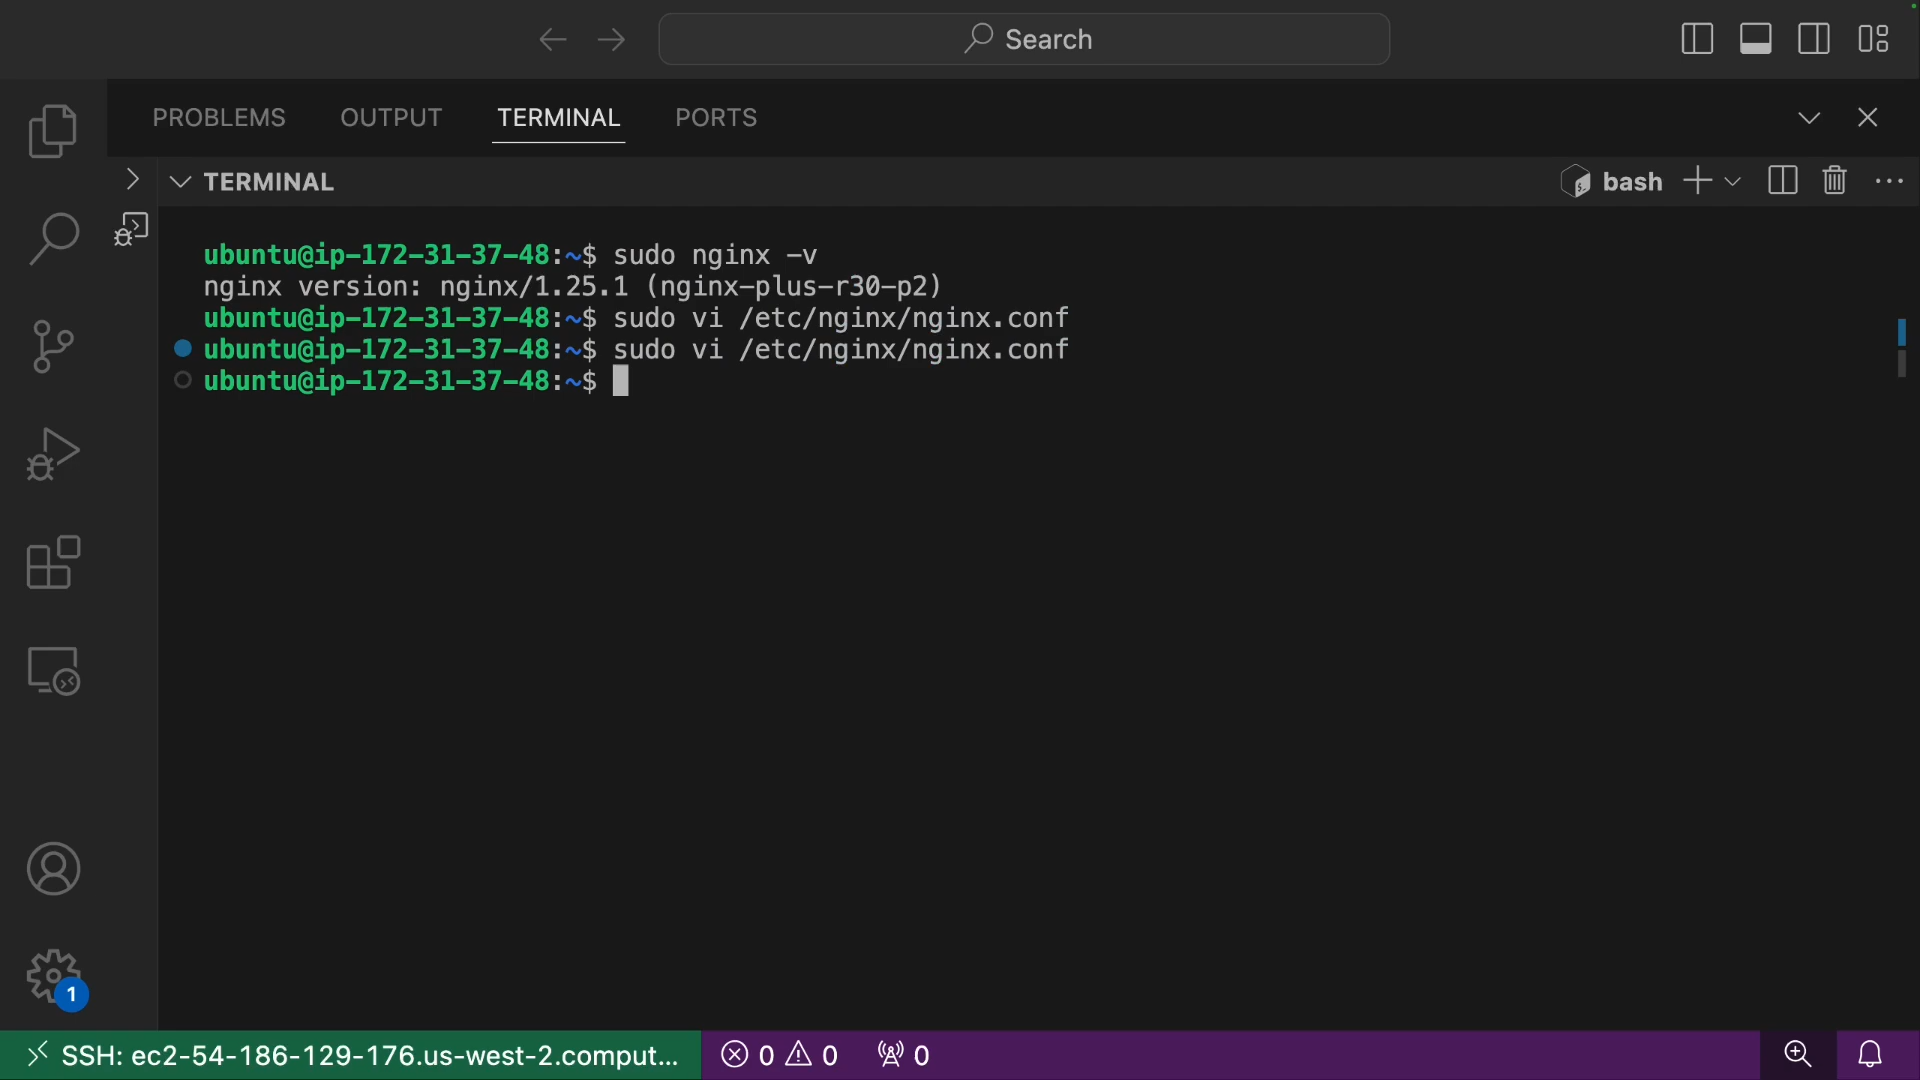 Search
PROBLEMS OUTPUT TERMINAL PORTS
TERMINAL
bash
ubuntu@ip-172-31-37-48:~$ sudo nginx -v
nginx version: nginx/1.25.1 (nginx-plus-r30-p2)
ubuntu@ip-172-31-37-48:~$ sudo vi /etc/nginx/nginx.conf
ubuntu@ip-172-31-37-48:~$ sudo vi /etc/nginx/nginx.conf
ubuntu@ip-172-31-37-48:~$
1
SSH: ec2-54-186-129-176.us-west-2.comput... 0 0 0